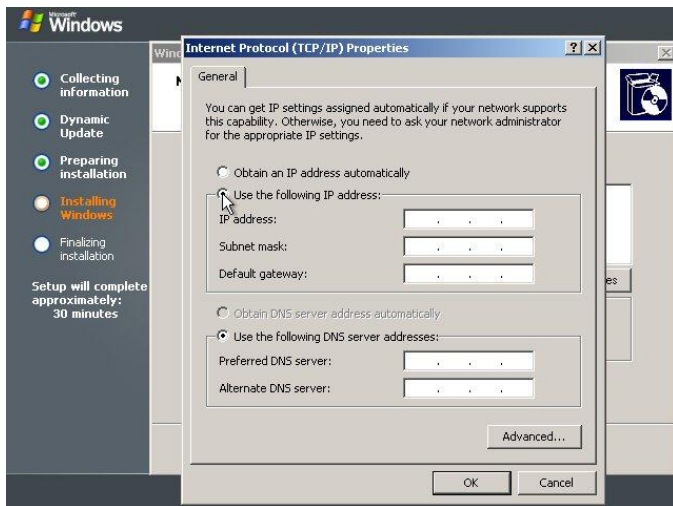 Microsoft
Windows
Collecting
information
Dynamic
Update
Preparing
installation
Installing
Windows
Finalizing
installation
Setup will complete
approximately:
30 minutes
Wind
Internet Protocol (TCP/IP) Properties
General
You can get IP settings assigned automatically if your network supports
this capability. Otherwise, you need to ask your network administrator
for the appropriate IP settings.
Obtain an IP address automatically
Use the following IP address:
IP address:
Subnet mask:
Default gateway:
Obtain DNS server address automatically
Use the following DNS server addresses:
Preferred DNS server:
Alternate DNS server:
Advanced...
OK
Cancel
es